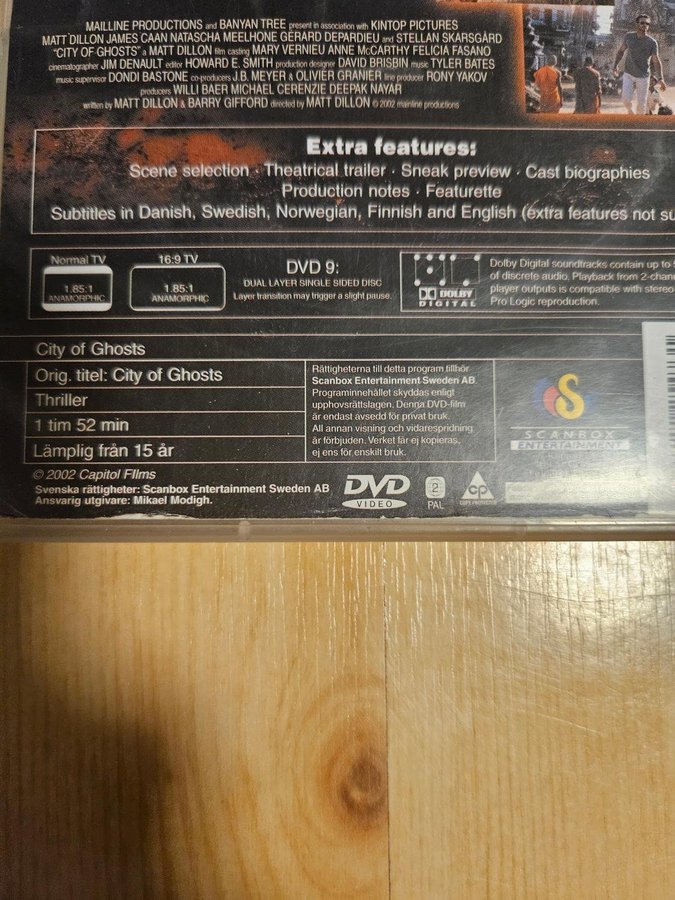 MAILLINE PRODUCTIONS and BANYAN TREE present in association with KINTOP PICTURES
MATT DILLON JAMES CAAN NATASCHA MEELHONE GÉRARD DEPARDIEU and STELLAN SKARSGÅRD
"CITY OF GHOSTS" a MATT DILLON film casting MARY VERNIEU ANNE McCARTHY FELICIA FASANO
cinematographer JIM DENAULT editor HOWARD E. SMITH production designer DAVID BRISBIN music TYLER BATES
music supervisor DONDI BASTONE co-producers J.B. MEYER & OLIVIER GRANIER line producer RONY YAKOV
producers WILLI BAER MICHAEL CERENZIE DEEPAK NAYAR
written by MATT DILLON & BARRY GIFFORD directed by MATT DILLON © 2002 mainline productions
Extra features:
Scene selection · Theatrical trailer · Sneak preview · Cast biographies
Production notes · Featurette
Subtitles in Danish, Swedish, Norwegian, Finnish and English (extra features not su
Normal TV
1.85:1
ANAMORPHIC
16:9 TV
1.85:1
ANAMORPHIC
DVD 9:
DUAL LAYER SINGLE SIDED DISC
Layer transition may trigger a slight pause.
DOLBY
DIGITAL
Dolby Digital soundtracks contain up to 5
of discrete audio. Playback from 2-chan
player outputs is compatible with stereo
Pro Logic reproduction.
City of Ghosts
Orig. titel: City of Ghosts
Thriller
1 tim 52 min
Lämplig från 15 år
Rättigheterna till detta program tillhör
Scanbox Entertainment Sweden AB.
Programinnehållet skyddas enligt
upphovsrättslagen. Denna DVD-film
är endast avsedd för privat bruk.
All annan visning och vidarespridning
är förbjuden. Verket får ej kopieras,
ej ens för enskilt bruk.
S
SCANBOX
ENTERTAINMENT
© 2002 Capitol FIlms
Svenska rättigheter: Scanbox Entertainment Sweden AB
Ansvarig utgivare: Mikael Modigh.
DVD
VIDEO
2
PAL
CP
COPY PROTECTED